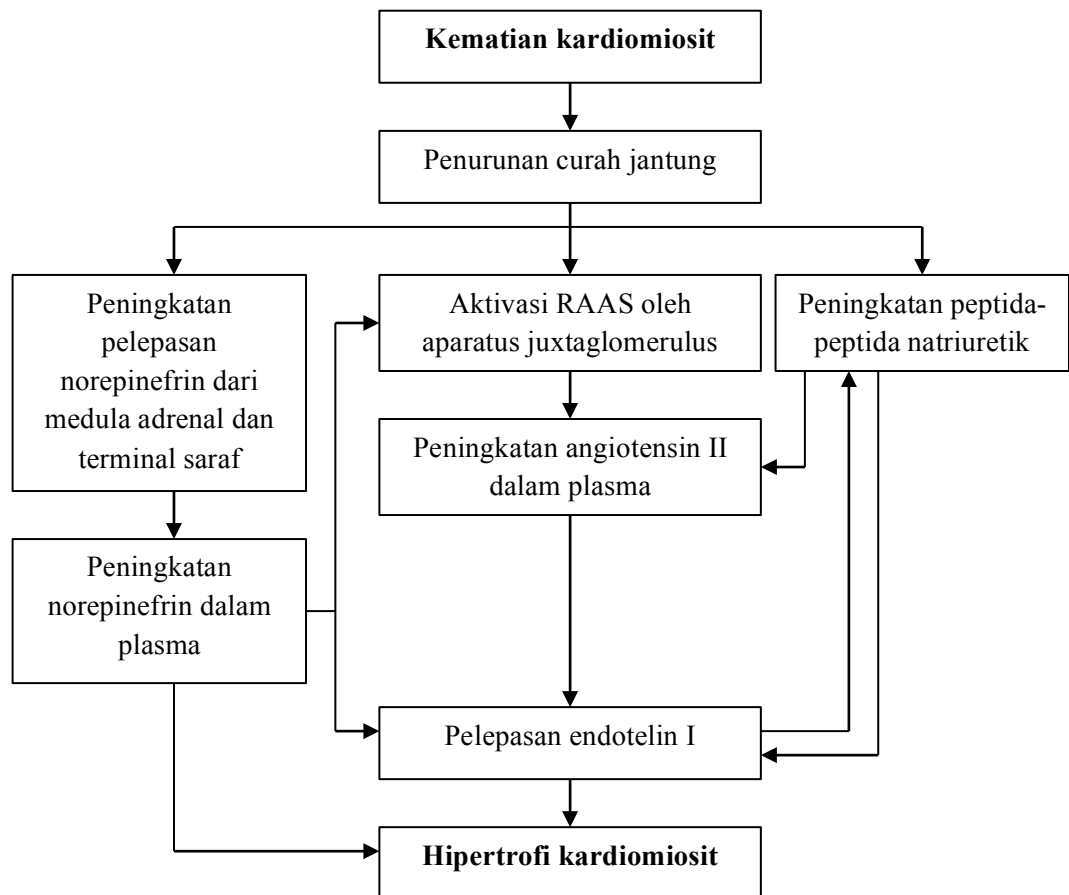 Kematian kardiomiosit
Penurunan curah jantung
Peningkatan
pelepasan
norepinefrin dari
medula adrenal dan
terminal saraf
Aktivasi RAAS oleh
aparatus juxtaglomerulus
Peningkatan peptida-
peptida natriuretik
Peningkatan angiotensin II
dalam plasma
Peningkatan
norepinefrin dalam
plasma
Pelepasan endotelin I
Hipertrofi kardiomiosit